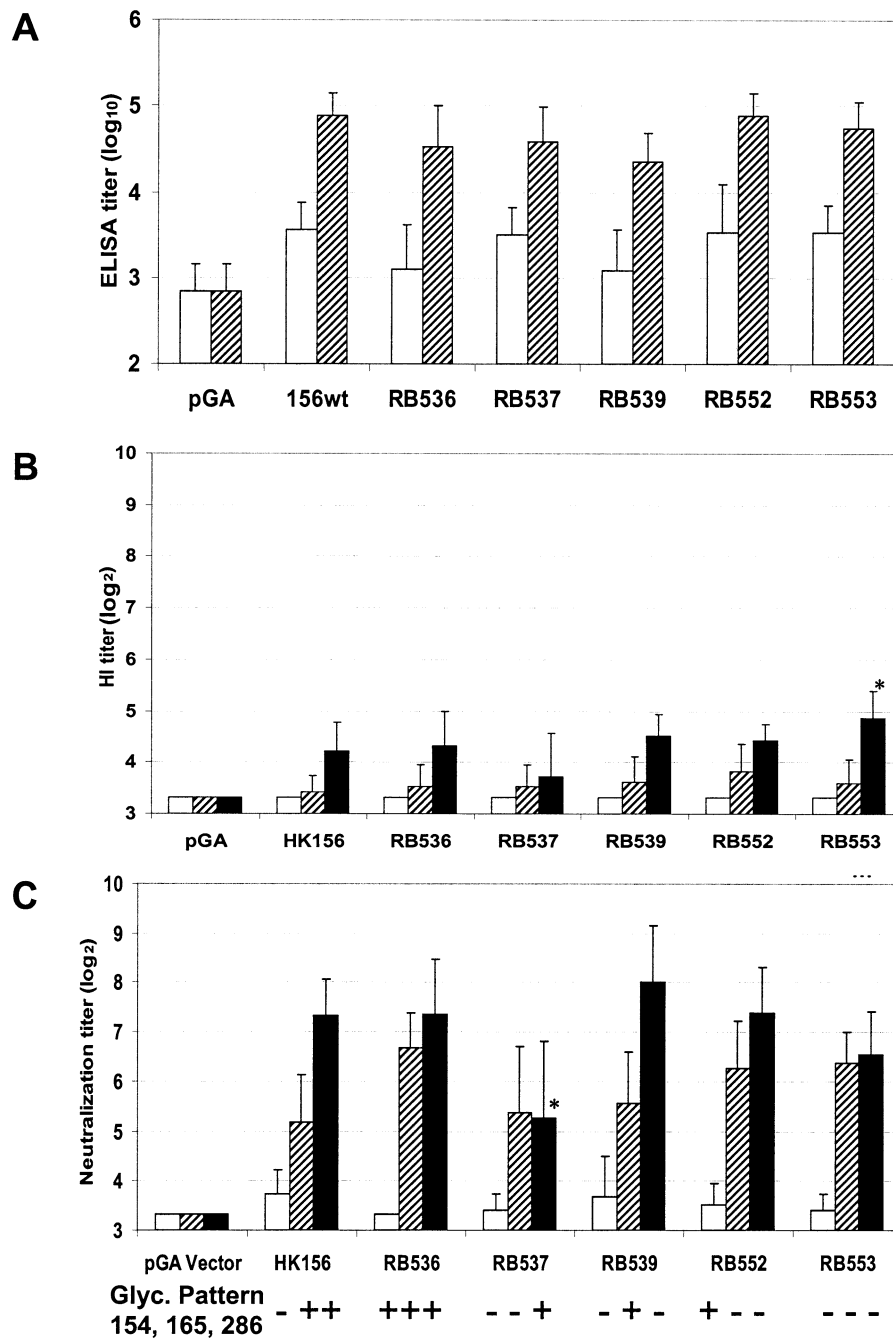 A
ELISA titer (log10)
6
5
4
3
2
pGA 156wt RB536 RB537 RB539 RB552 RB553
B
HI titer (log2)
10
9
8
7
6
5
4
3
*
pGA HK156 RB536 RB537 RB539 RB552 RB553
...
C
Neutralization titer (log2)
10
9
8
7
6
5
4
3
*
pGA Vector HK156 RB536 RB537 RB539 RB552 RB553
Glyc. Pattern
154, 165, 286
- ++ +++ - - + - + - + - - - - -